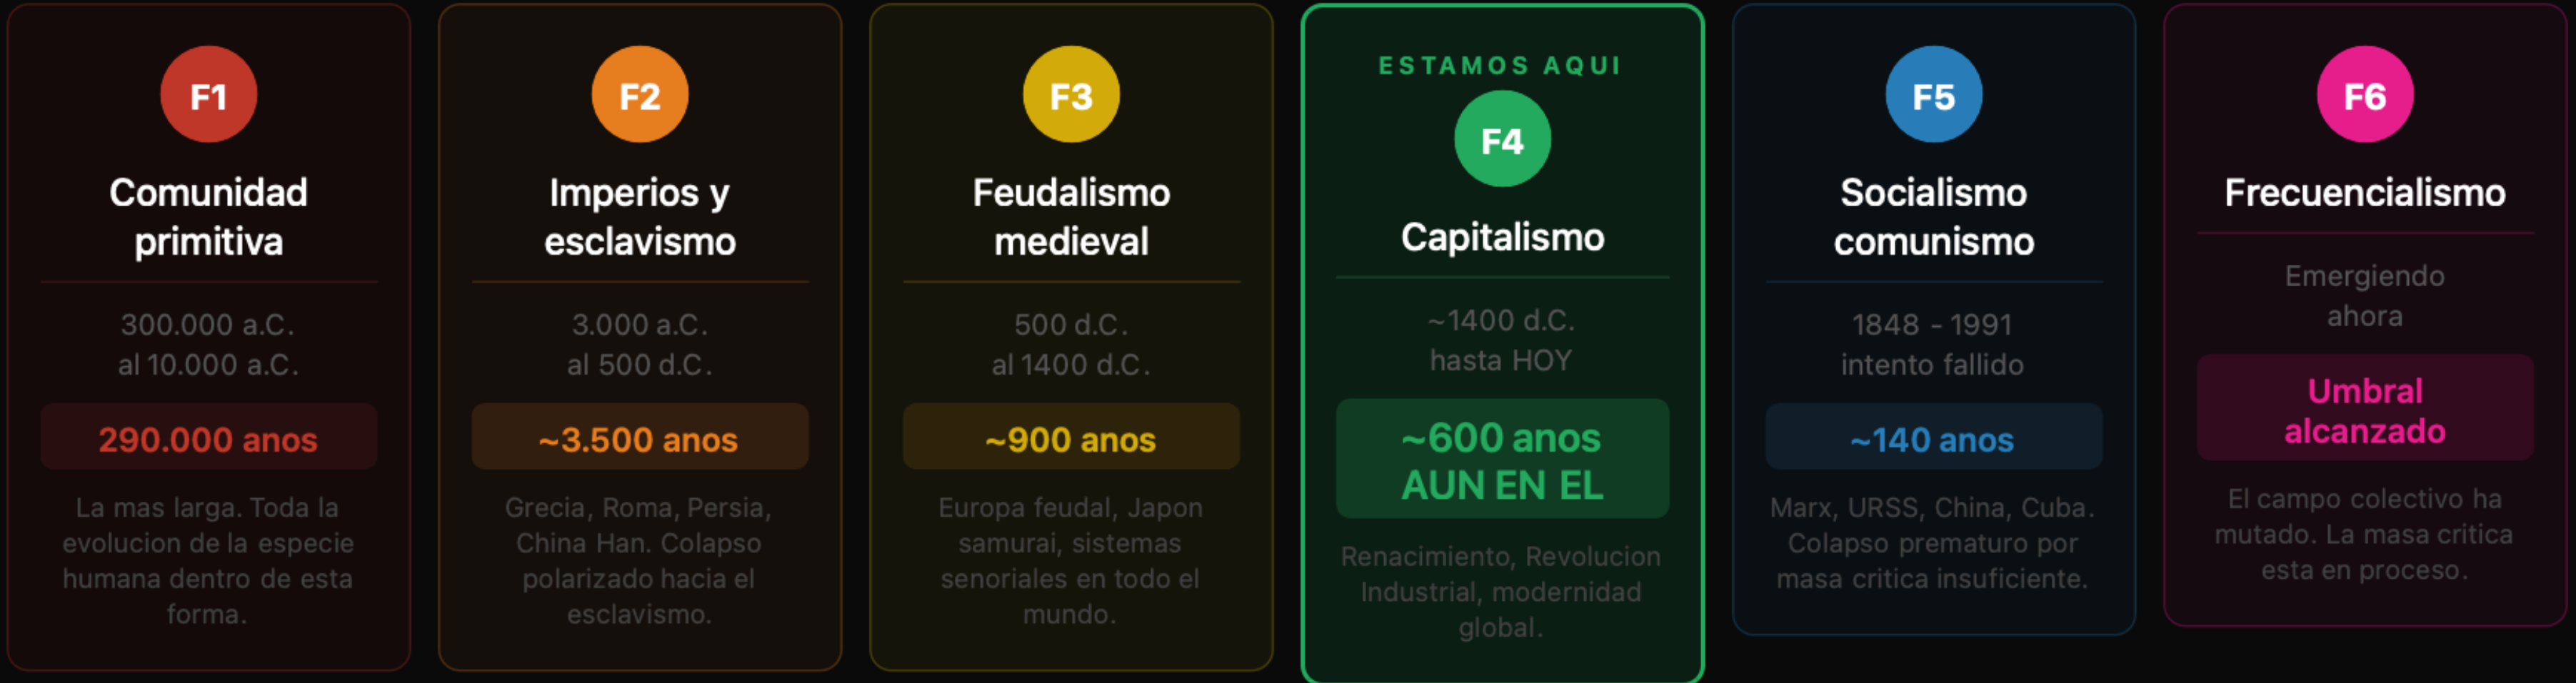 F1
Comunidad
primitiva
300.000 a.C.
al 10.000 a.C.
290.000 anos
La mas larga. Toda la
evolucion de la especie
humana dentro de esta
forma.
F2
Imperios y
esclavismo
3.000 a.C.
al 500 d.C.
~3.500 anos
Grecia, Roma, Persia,
China Han. Colapso
polarizado hacia el
esclavismo.
F3
Feudalismo
medieval
500 d.C.
al 1400 d.C.
~900 anos
Europa feudal, Japon
samurai, sistemas
senoriales en todo el
mundo.
ESTAMOS AQUI
F4
Capitalismo
~1400 d.C.
hasta HOY
~600 anos
AUN EN EL
Renacimiento, Revolucion
Industrial, modernidad
global.
F5
Socialismo
comunismo
1848 - 1991
intento fallido
~140 anos
Marx, URSS, China, Cuba.
Colapso prematuro por
masa critica insuficiente.
F6
Frecuencialismo
Emergiendo
ahora
Umbral
alcanzado
El campo colectivo ha
mutado. La masa critica
esta en proceso.